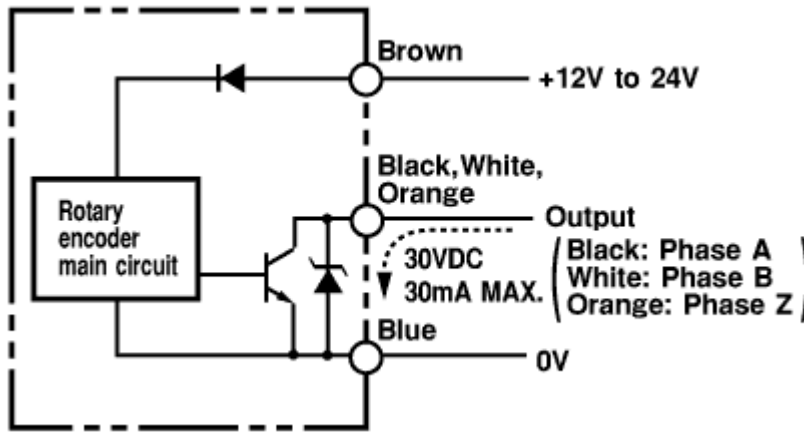 Brown
+12V to 24V
Black,White,
Orange
Rotary
encoder
main circuit
Output
30VDC
30mA MAX.
(Black: Phase A
White: Phase B
Orange: Phase Z)
Blue
0V